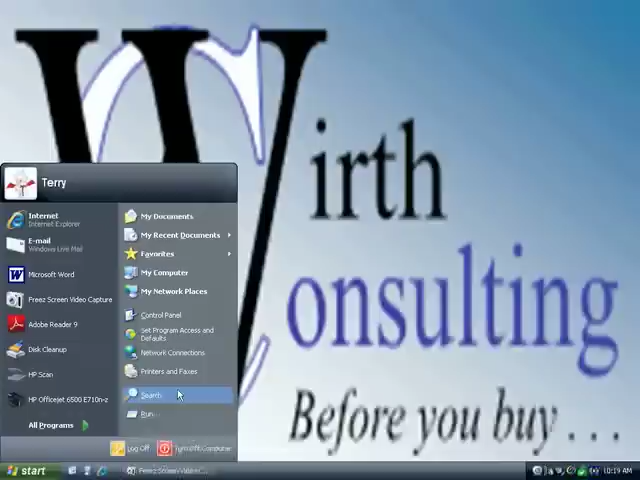 Wirth
Consulting
Before you buy . . .
Terry
Internet
Internet Explorer
E-mail
Windows Live Mail
Microsoft Word
Freez Screen Video Capture
Adobe Reader 9
Disk Cleanup
HP Scan
HP Officejet 6500 E710n-z
All Programs
My Documents
My Recent Documents
Favorites
My Computer
My Network Places
Control Panel
Set Program Access and
Defaults
Network Connections
Printers and Faxes
Search
Run...
Log Off
Turn Off Computer
start
10:19 AM